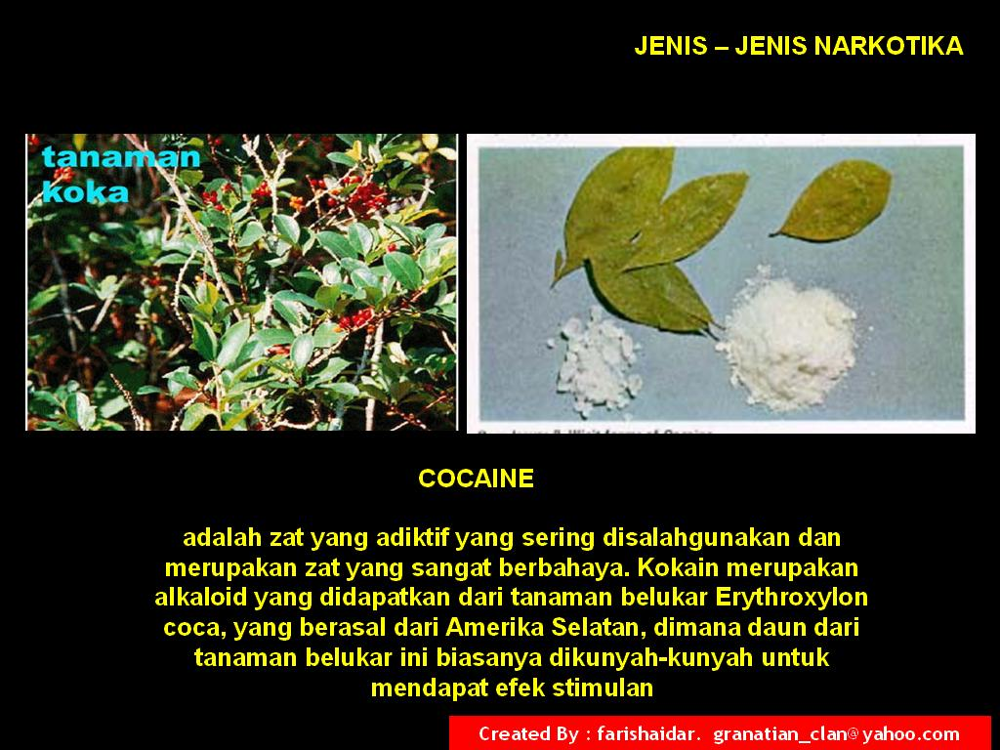 JENIS – JENIS NARKOTIKA
tanaman
koka
COCAINE
adalah zat yang adiktif yang sering disalahgunakan dan
merupakan zat yang sangat berbahaya. Kokain merupakan
alkaloid yang didapatkan dari tanaman belukar Erythroxylon
coca, yang berasal dari Amerika Selatan, dimana daun dari
tanaman belukar ini biasanya dikunyah-kunyah untuk
mendapat efek stimulan
Created By : farishaidar. granatian_clan@yahoo.com